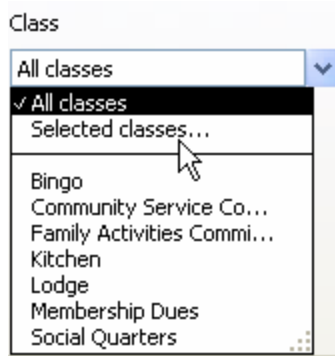 Class
All classes
✓ All classes
Selected classes...
Bingo
Community Service Co...
Family Activities Commi...
Kitchen
Lodge
Membership Dues
Social Quarters